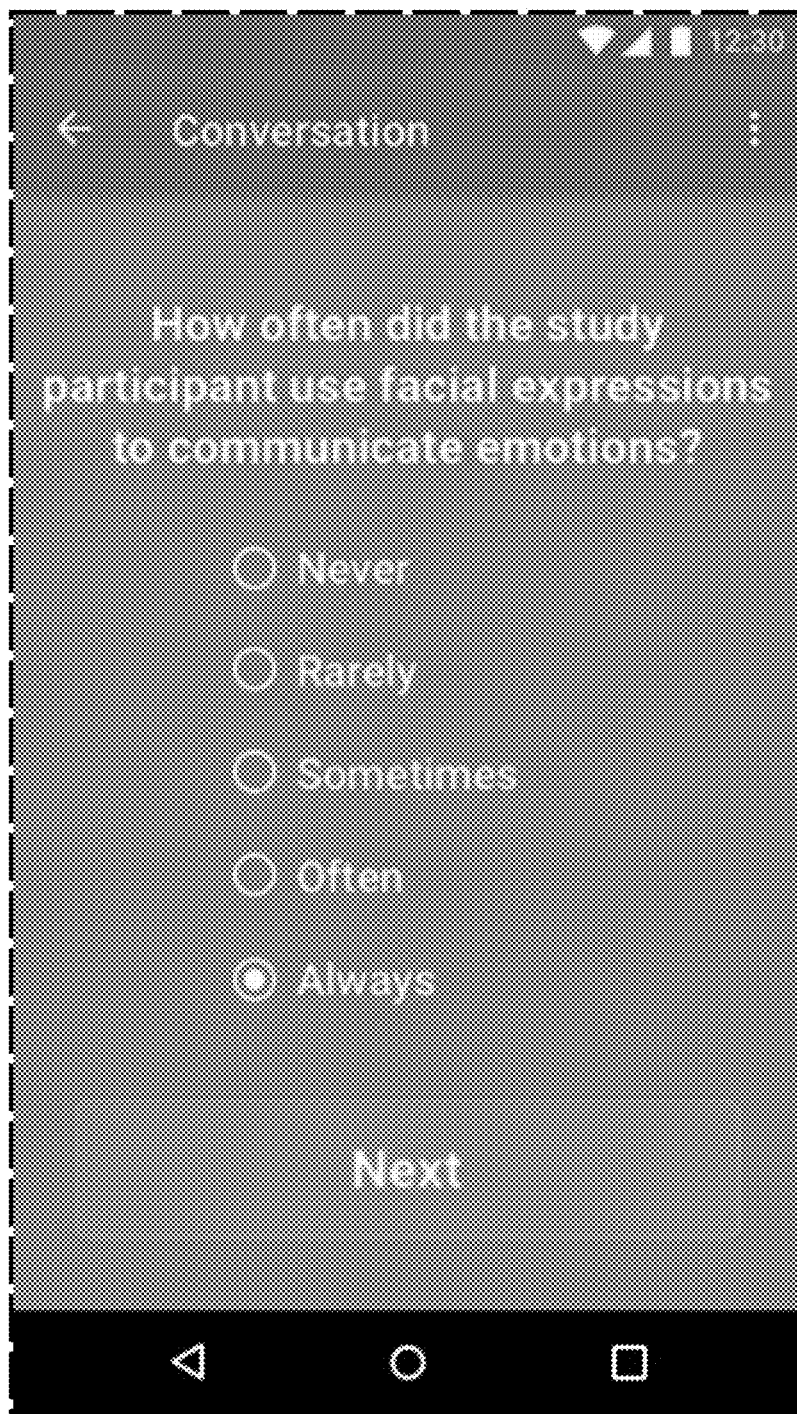 12:30
Conversation
How often did the study
participant use facial expressions
to communicate emotions?
Never
Rarely
Sometimes
Often
Always
Next